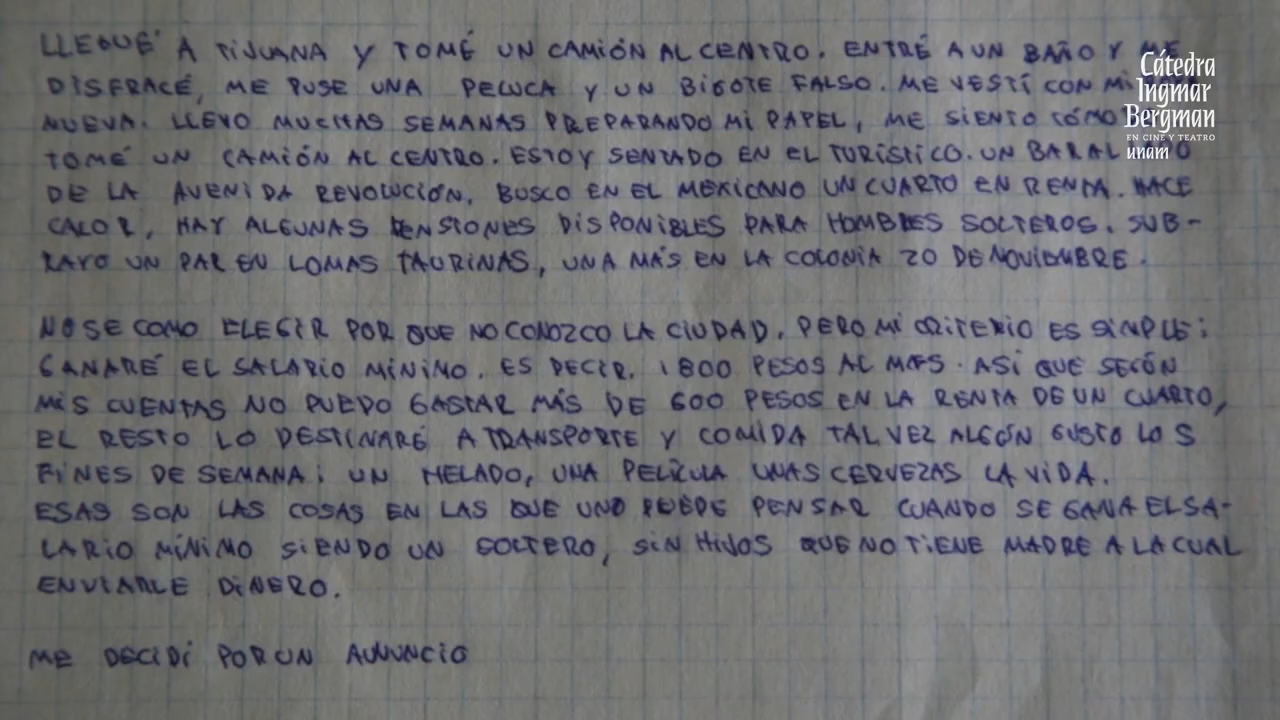 LLEGUÉ A TIJUANA Y TOMÉ UN CAMIÓN AL CENTRO. ENTRÉ A UN BAÑO Y ME
DISFRACÉ, ME PUSE UNA PELUCA Y UN BIGOTE FALSO. ME VESTÍ CON MI
NUEVA. LLEVO MUCHAS SEMANAS PREPARANDO MI PAPEL, ME SIENTO CÓMO
TOMÉ UN CAMIÓN AL CENTRO. ESTOY SENTADO EN EL TURÍSTICO. UN BAR AL
DE LA AVENIDA REVOLUCIÓN. BUSCO EN EL MEXICANO UN CUARTO EN RENTA. HACE
CALOR, HAY ALGUNAS PENSIONES DISPONIBLES PARA HOMBRES SOLTEROS. SUB-
RAYO UN PAR EN LOMAS TAURINAS, UNA MÁS EN LA COLONIA 20 DE NOVIEMBRE.
NO SE COMO ELEGIR POR QUE NO CONOZCO LA CIUDAD. PERO MI CRITERIO ES SIMPLE:
GANARÉ EL SALARIO MÍNIMO. ES DECIR. 1800 PESOS AL MES. ASÍ QUE SEGÚN
MIS CUENTAS NO PUEDO GASTAR MÁS DE 600 PESOS EN LA RENTA DE UN CUARTO,
EL RESTO LO DESTINARÉ A TRANSPORTE Y COMIDA TAL VEZ ALGÚN GUSTO LOS
FINES DE SEMANA: UN HELADO, UNA PELÍCULA UNAS CERVEZAS LA VIDA.
ESAS SON LAS COSAS EN LAS QUE UNO PUEDE PENSAR CUANDO SE GANA EL SA-
LARIO MÍNIMO SIENDO UN SOLTERO, SIN HIJOS QUE NO TIENE MADRE A LA CUAL
ENVIARLE DINERO.
ME DECIDÍ POR UN ANUNCIO
Cátedra
Ingmar
Bergman
EN CINE Y TEATRO
unam